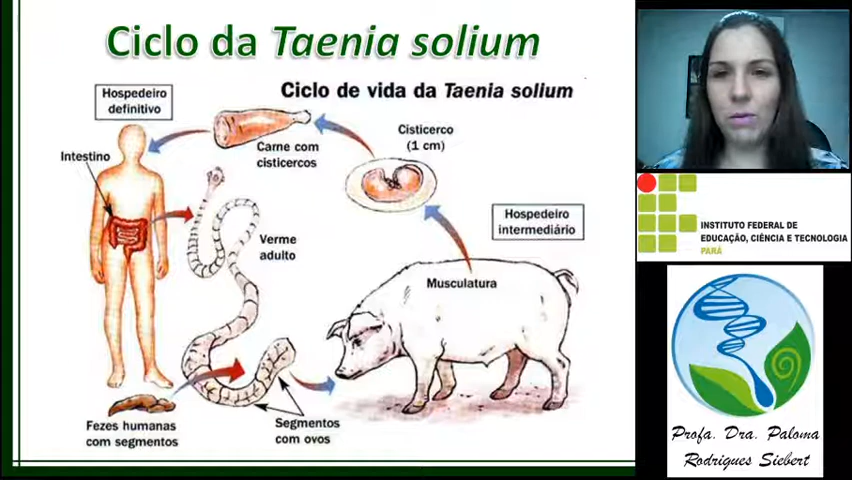 Ciclo da Taenia solium
Ciclo de vida da Taenia solium
Hospedeiro
definitivo
Carne com
cisticercos
Cisticerco
(1 cm)
Intestino
Hospedeiro
intermediário
Verme
adulto
Musculatura
Fezes humanas
com segmentos
Segmentos
com ovos
INSTITUTO FEDERAL DE
EDUCAÇÃO, CIÊNCIA E TECNOLOGIA
PARÁ
Profa. Dra. Paloma
Rodrigues Siebert